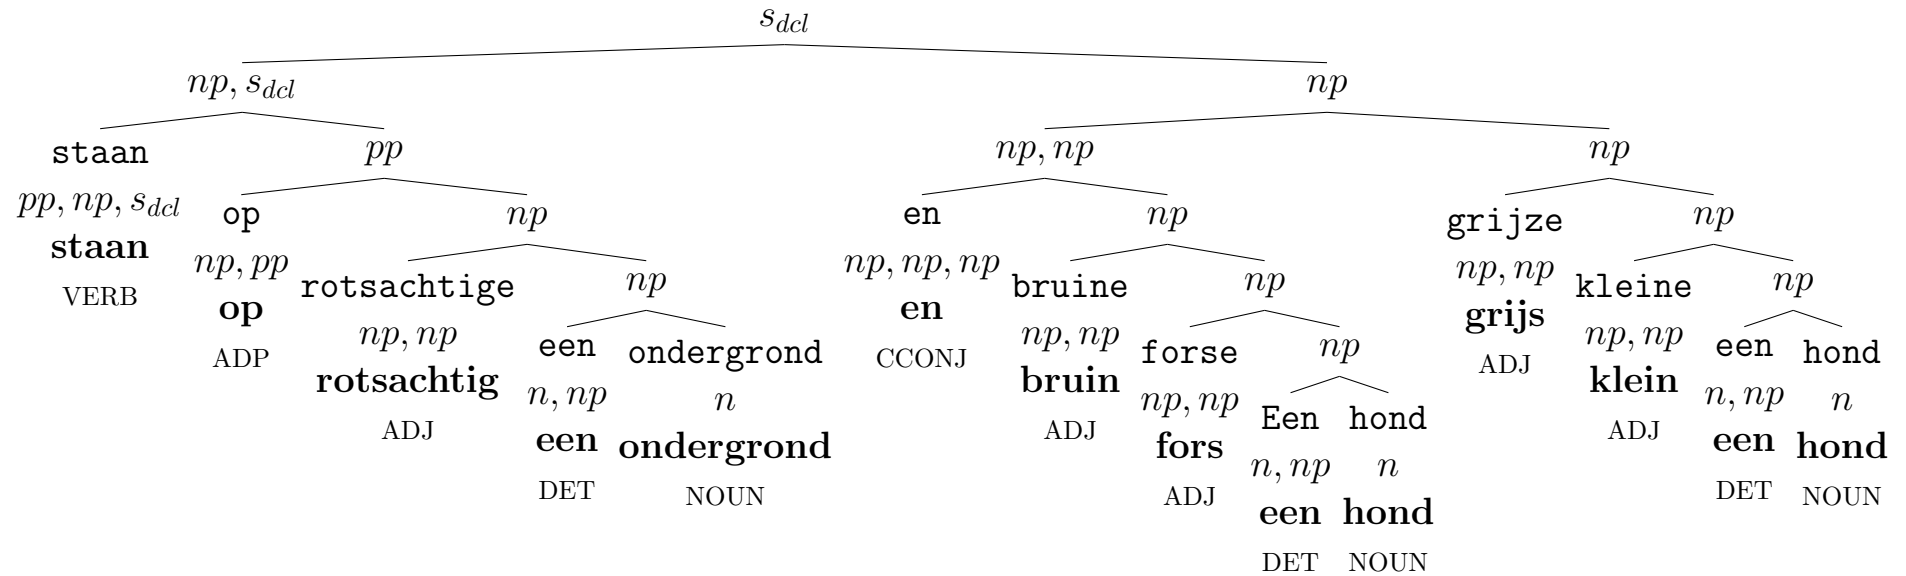 s_dcl
np, s_dcl np
staan pp np, np np
pp, np, s_dcl op np en np grijze np
staan np, pp rotsachtige np np, np, np bruine np np, np kleine np
VERB op np, np een ondergrond en np, np forse np grijs np, np een hond
ADP rotsachtig n, np n CCONJ bruin np, np Een hond ADJ klein n, np n
ADJ een ondergrond ADJ fors n, np n ADJ een hond
DET NOUN ADJ een hond DET NOUN
DET NOUN